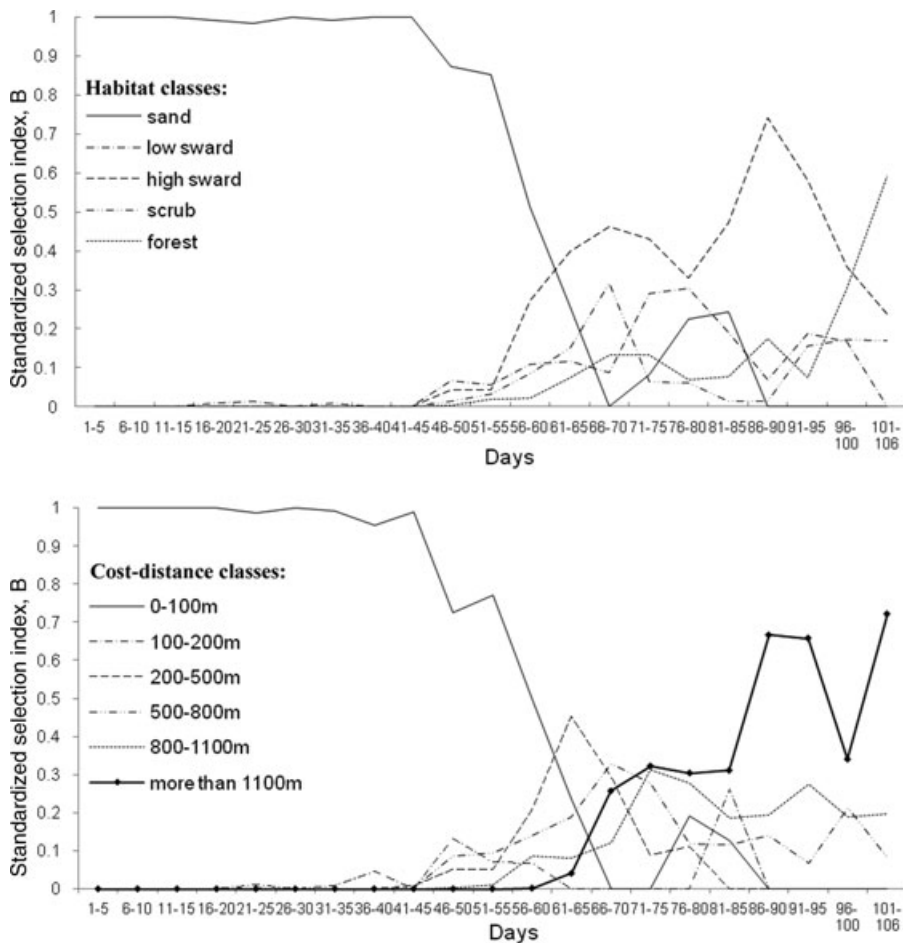 Standardized selection index, B
1
0.9
0.8
0.7
0.6
0.5
0.4
0.3
0.2
0.1
0
Habitat classes:
sand
low sward
high sward
scrub
forest
1-5 6-10 11-15 16-20 21-25 26-30 31-35 36-40 41-45 46-50 51-55 56-60 61-65 66-70 71-75 76-80 81-85 86-90 91-95 96-100 101-106
Days
Standardized selection index, B
1
0.9
0.8
0.7
0.6
0.5
0.4
0.3
0.2
0.1
0
Cost-distance classes:
0-100m
100-200m
200-500m
500-800m
800-1100m
more than 1100m
1-5 6-10 11-15 16-20 21-25 26-30 31-35 36-40 41-45 46-50 51-55 56-60 61-65 66-70 71-75 76-80 81-85 86-90 91-95 96-100 101-106
Days